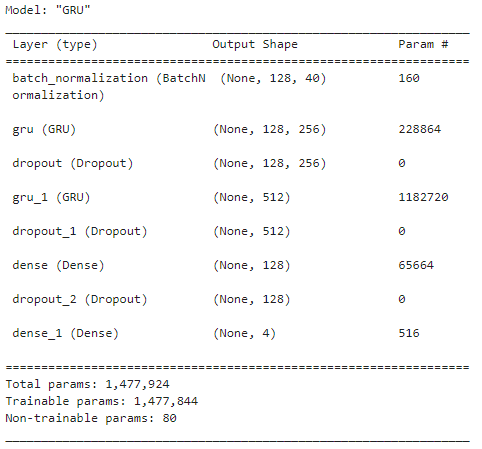 Model: "GRU"
_________________________________________________________________
Layer (type) Output Shape Param #
=================================================================
batch_normalization (BatchN (None, 128, 40) 160
ormalization)
gru (GRU) (None, 128, 256) 228864
dropout (Dropout) (None, 128, 256) 0
gru_1 (GRU) (None, 512) 1182720
dropout_1 (Dropout) (None, 512) 0
dense (Dense) (None, 128) 65664
dropout_2 (Dropout) (None, 128) 0
dense_1 (Dense) (None, 4) 516
=================================================================
Total params: 1,477,924
Trainable params: 1,477,844
Non-trainable params: 80
_________________________________________________________________